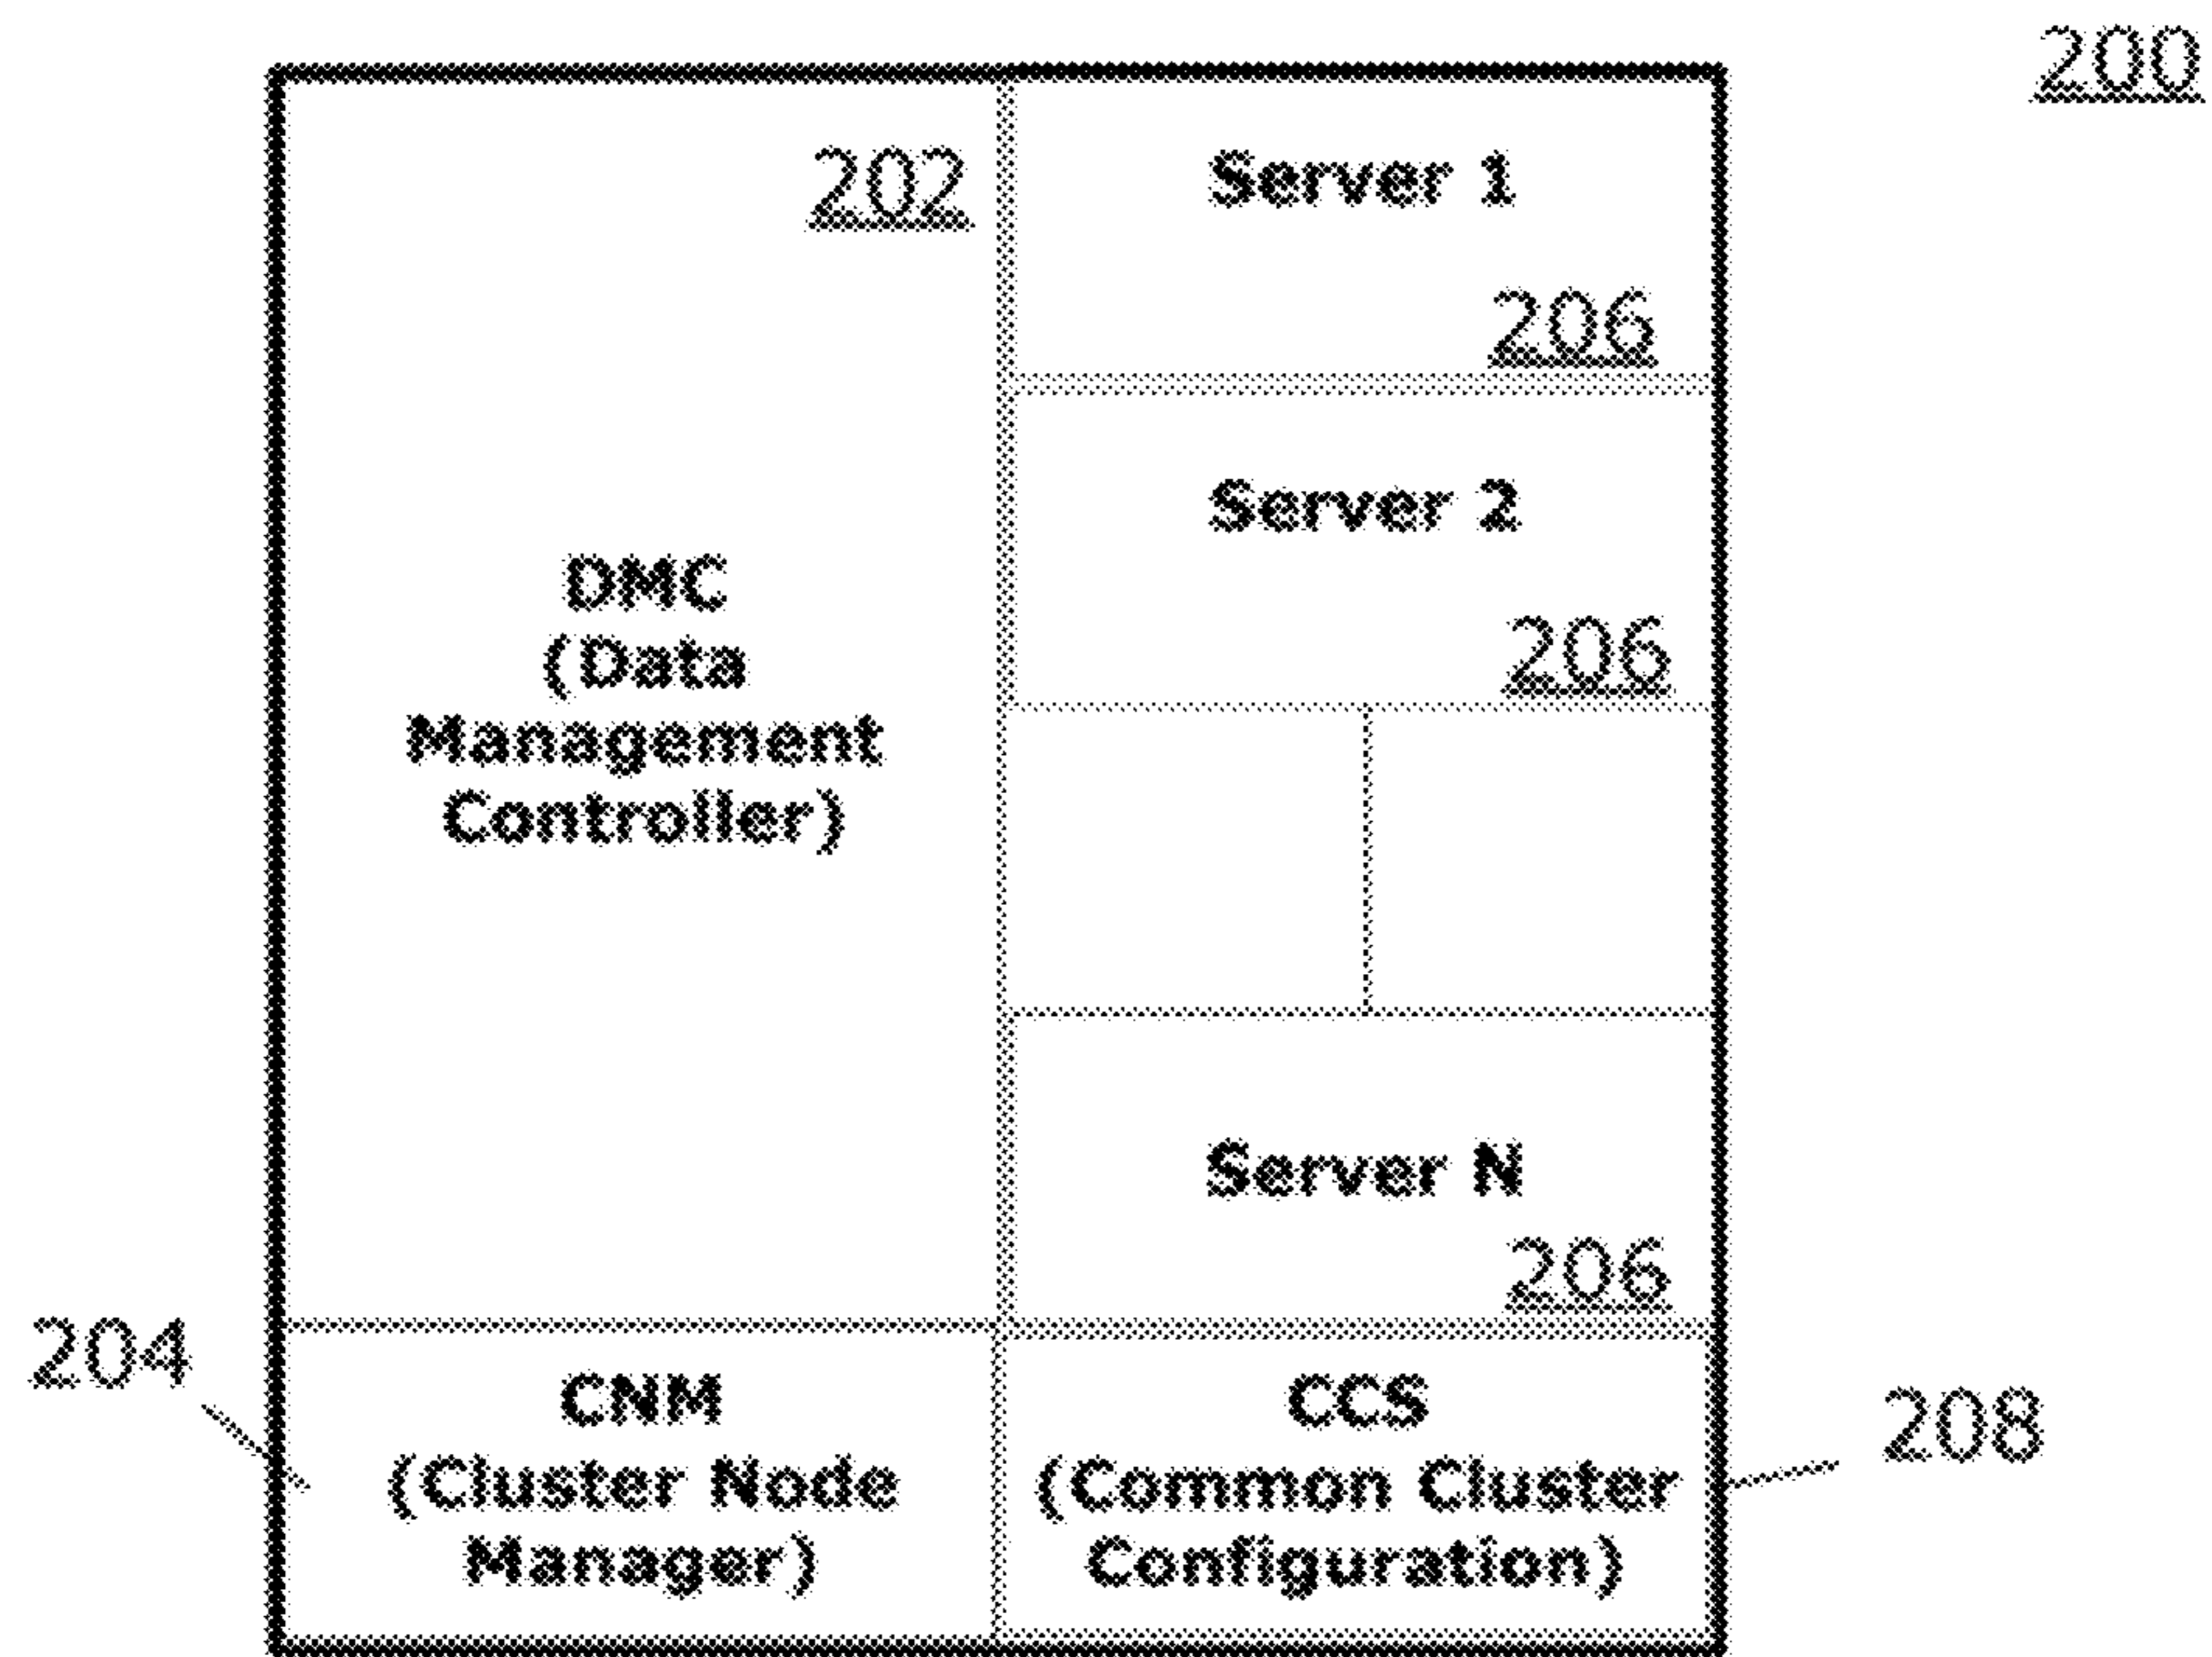 200
202
DMC
(Data
Management
Controller)
Server 1
206
Server 2
206
Server N
206
204
CNM
(Cluster Node
Manager)
CCS
(Common Cluster
Configuration)
208